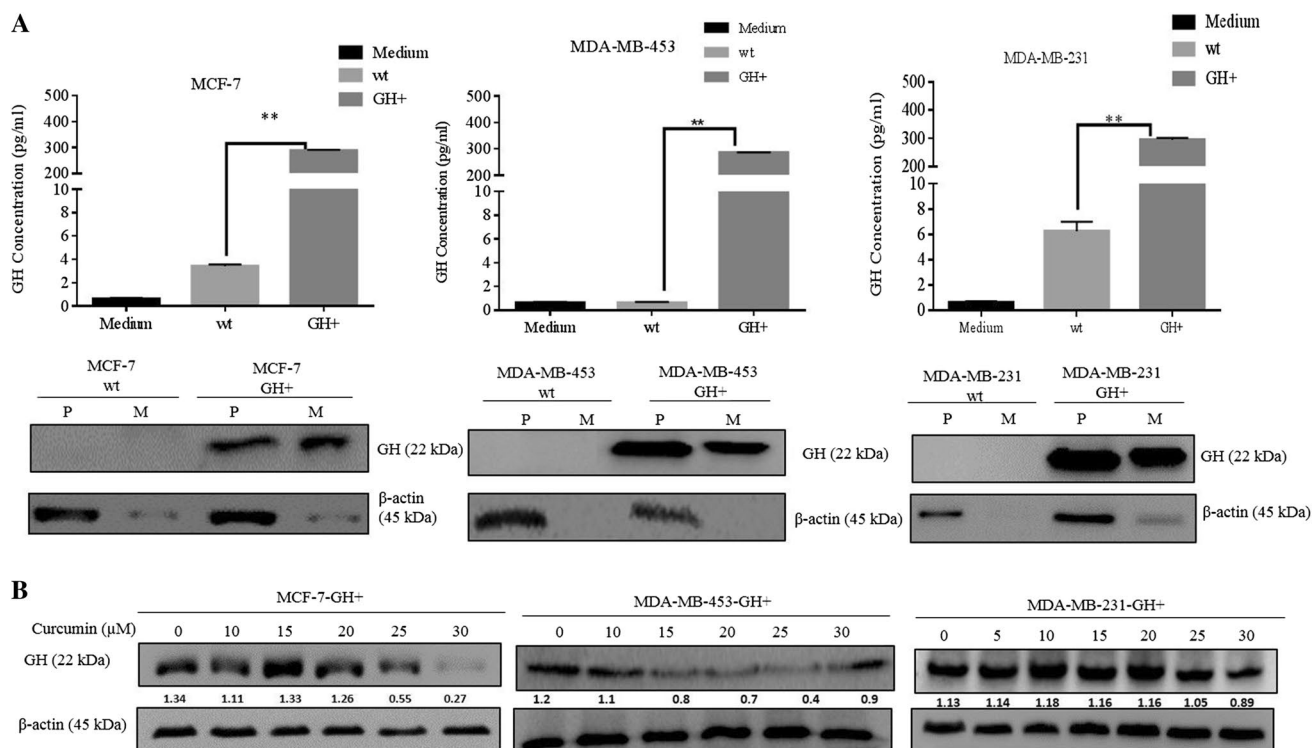 A
Medium
wt
GH+
MCF-7
**
GH Concentration (pg/ml)
500
400
300
200
10
8
6
4
2
0
Medium wt GH+
Medium
wt
GH+
MDA-MB-453
**
GH Concentration (pg/ml)
500
400
300
200
10
8
6
4
2
0
Medium wt GH+
Medium
wt
GH+
MDA-MB-231
**
GH Concentration (pg/ml)
500
400
300
200
10
8
6
4
2
0
Medium wt GH+
MCF-7 MCF-7
wt GH+
P M P M
GH (22 kDa)
β-actin
(45 kDa)
MDA-MB-453 MDA-MB-453
wt GH+
P M P M
GH (22 kDa)
β-actin (45 kDa)
MDA-MB-231 MDA-MB-231
wt GH+
P M P M
GH (22 kDa)
β-actin (45 kDa)
B
MCF-7-GH+ MDA-MB-453-GH+ MDA-MB-231-GH+
Curcumin (µM) 0 10 15 20 25 30 0 10 15 20 25 30 0 5 10 15 20 25 30
GH (22 kDa)
1.34 1.11 1.33 1.26 0.55 0.27 1.2 1.1 0.8 0.7 0.4 0.9 1.13 1.14 1.18 1.16 1.16 1.05 0.89
β-actin (45 kDa)